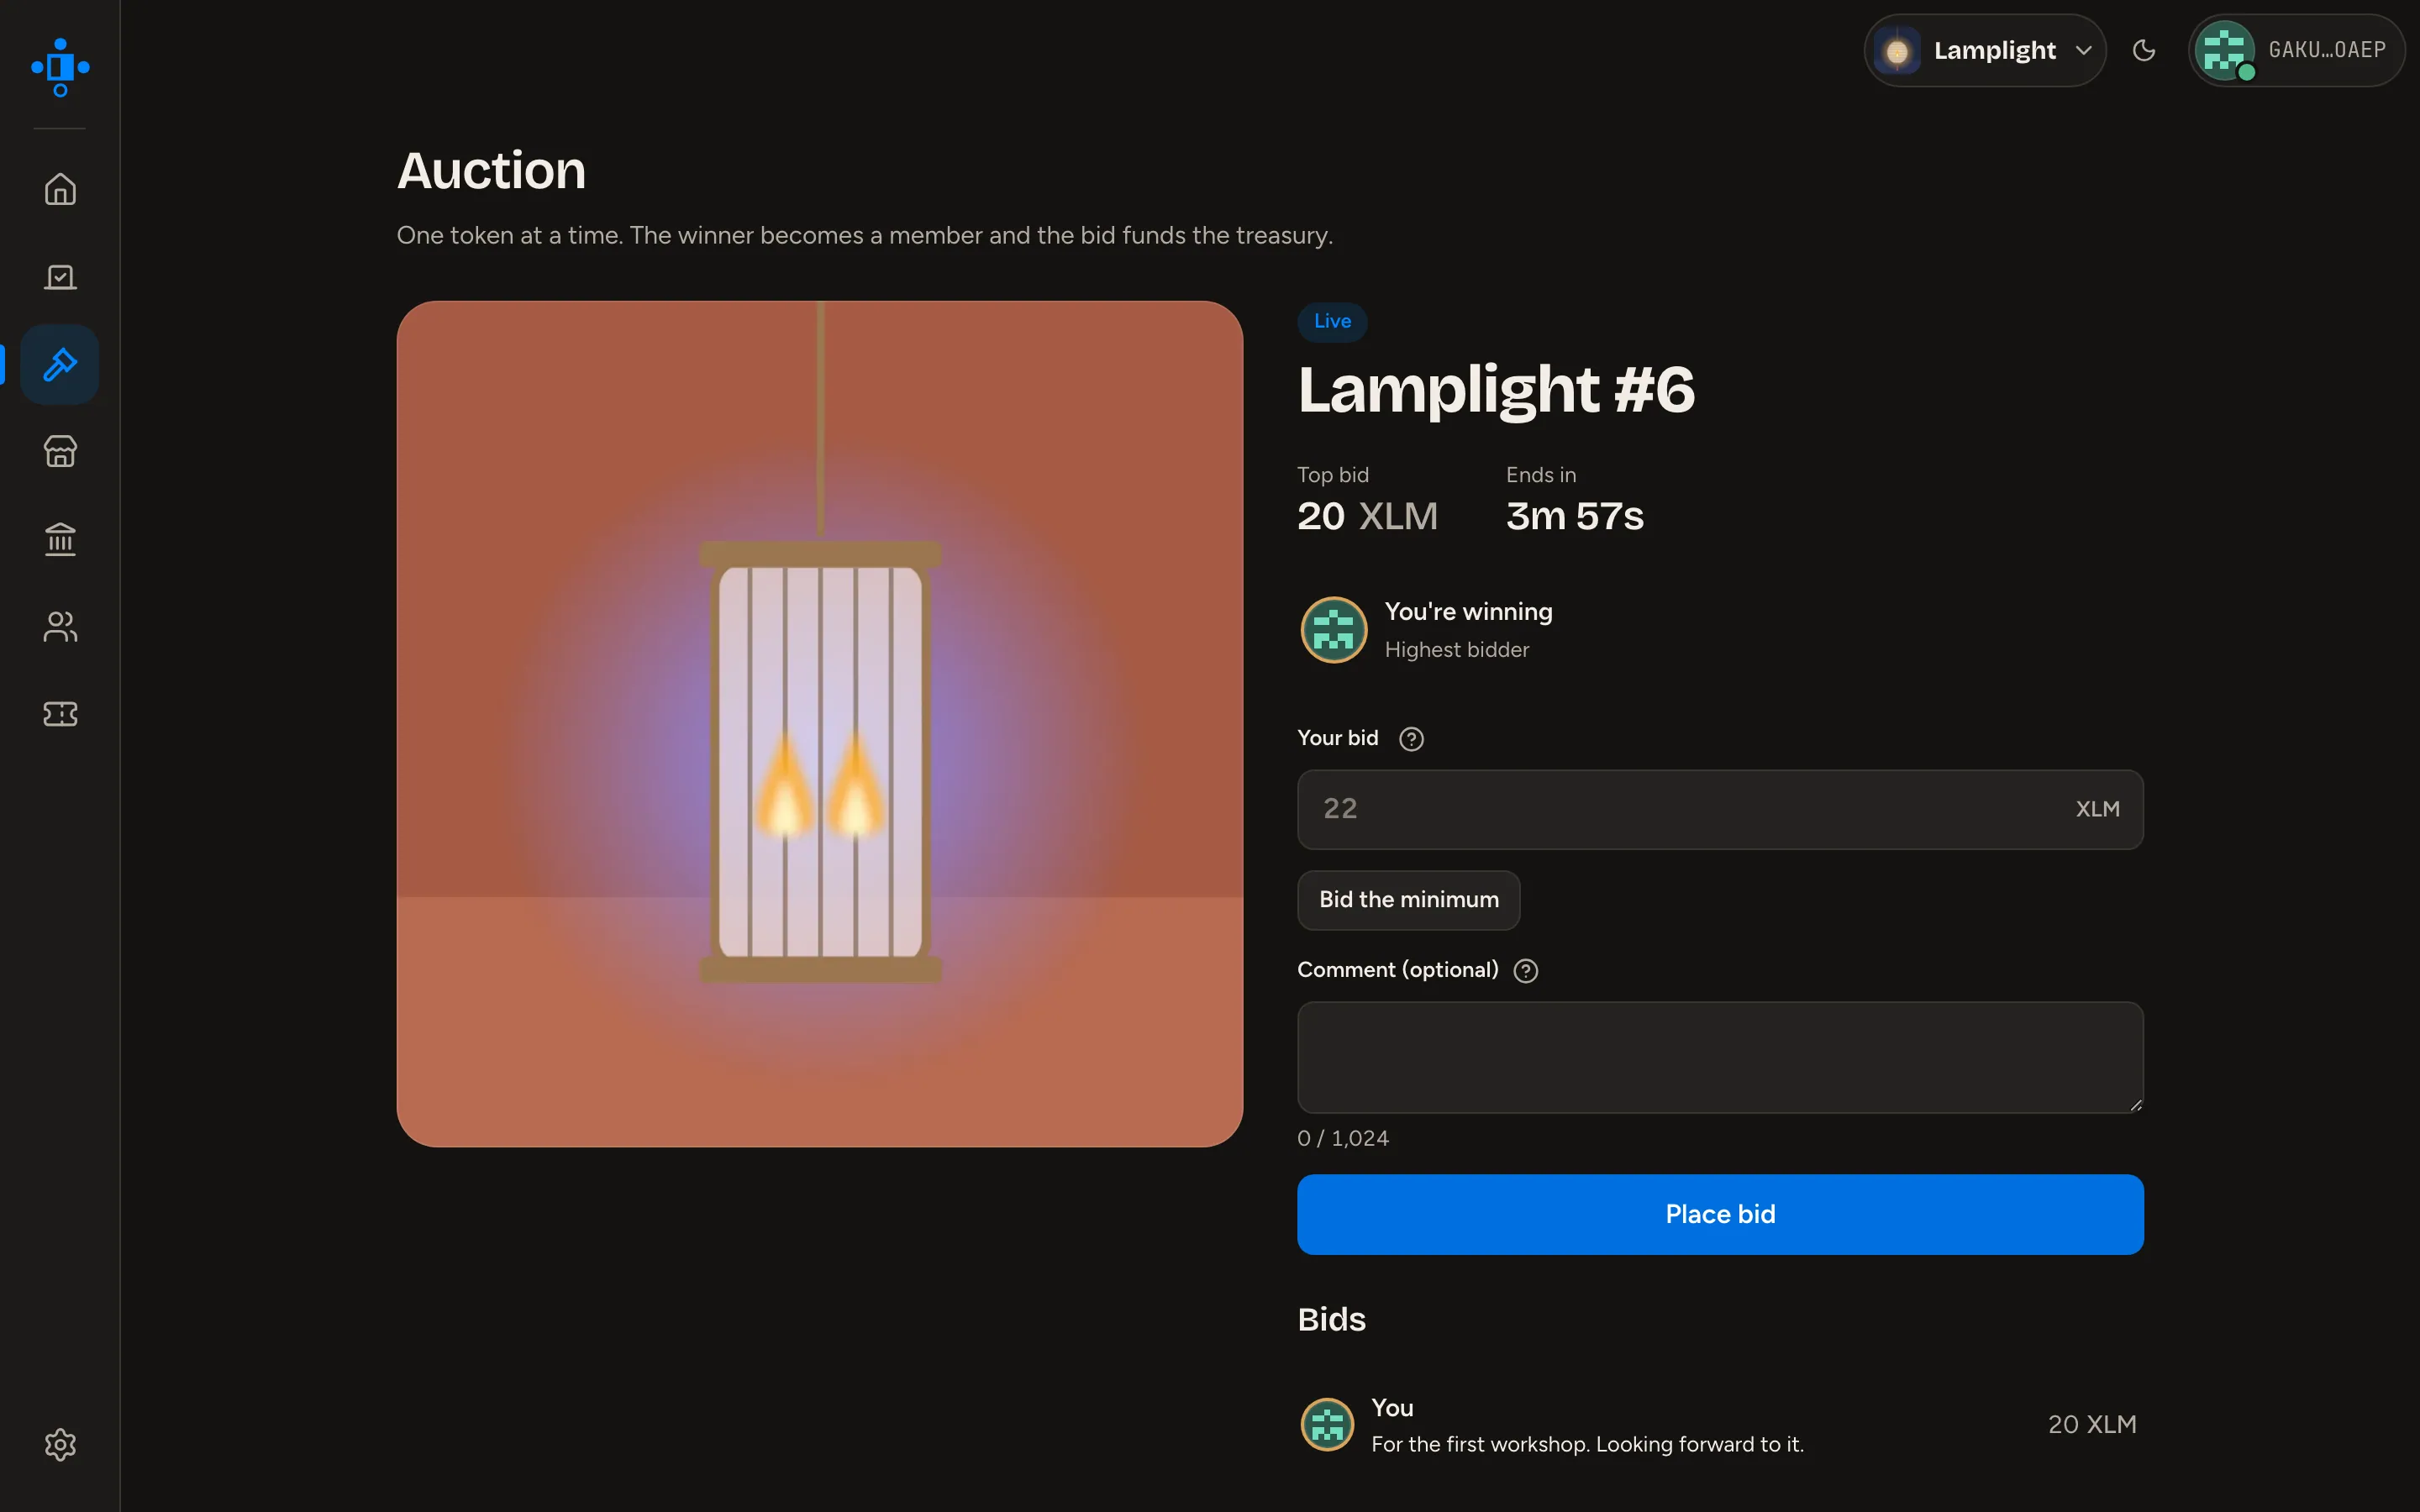 Lamplight
GAKU...OAEP
Auction
One token at a time. The winner becomes a member and the bid funds the treasury.
Live
Lamplight #6
Top bid
20 XLM
Ends in
3m 57s
You're winning
Highest bidder
Your bid
22
XLM
Bid the minimum
Comment (optional)
0 / 1,024
Place bid
Bids
You
For the first workshop. Looking forward to it.
20 XLM